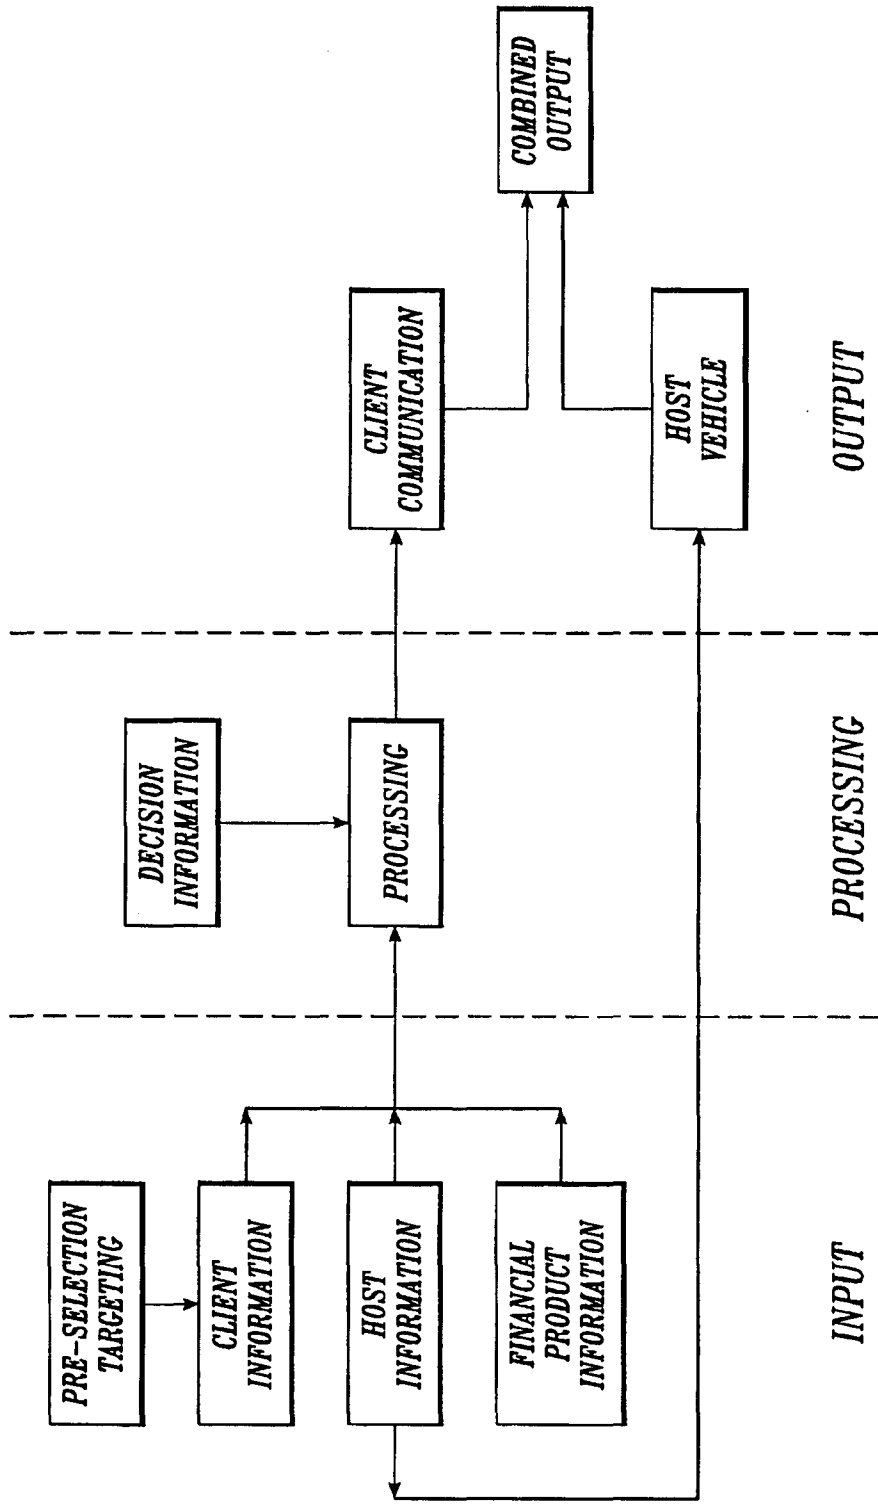 PRE-SELECTION
TARGETING
CLIENT
INFORMATION
HOST
INFORMATION
FINANCIAL
PRODUCT
INFORMATION
INPUT
DECISION
INFORMATION
PROCESSING
PROCESSING
CLIENT
COMMUNICATION
HOST
VEHICLE
OUTPUT
COMBINED
OUTPUT